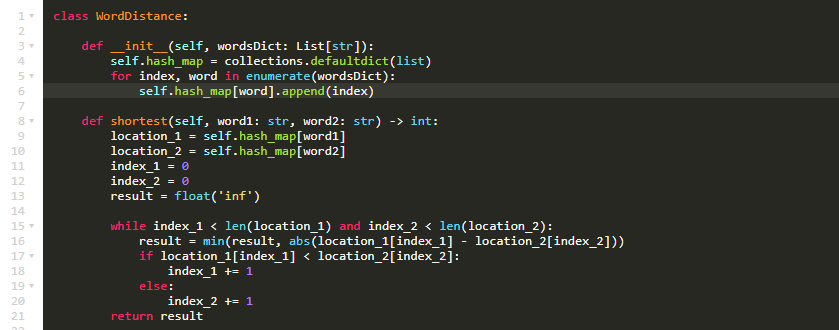 1 class WordDistance:
2
3     def __init__(self, wordsDict: List[str]):
4         self.hash_map = collections.defaultdict(list)
5         for index, word in enumerate(wordsDict):
6             self.hash_map[word].append(index)
7
8     def shortest(self, word1: str, word2: str) -> int:
9         location_1 = self.hash_map[word1]
10         location_2 = self.hash_map[word2]
11         index_1 = 0
12         index_2 = 0
13         result = float('inf')
14
15         while index_1 < len(location_1) and index_2 < len(location_2):
16             result = min(result, abs(location_1[index_1] - location_2[index_2]))
17             if location_1[index_1] < location_2[index_2]:
18                 index_1 += 1
19             else:
20                 index_2 += 1
21         return result